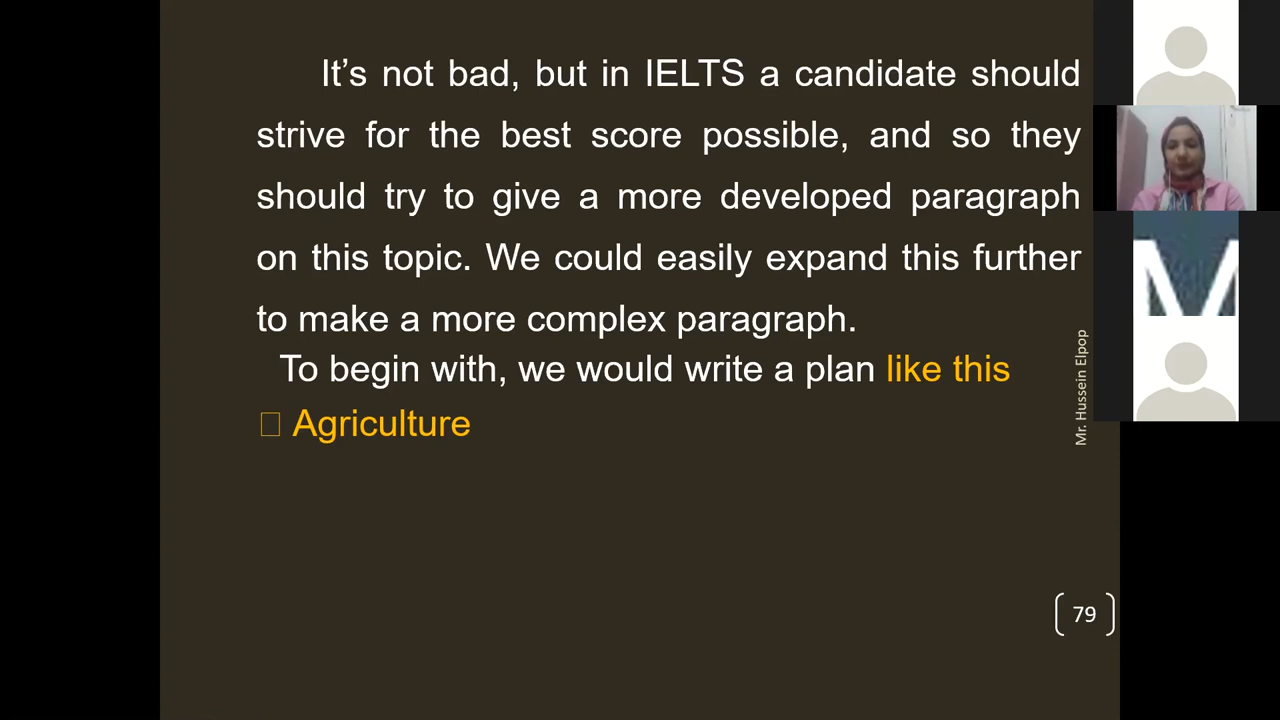 It’s not bad, but in IELTS a candidate should
strive for the best score possible, and so they
should try to give a more developed paragraph
on this topic. We could easily expand this further
to make a more complex paragraph.
To begin with, we would write a plan like this
Agriculture
Mr. Hussein Elpop
79
M